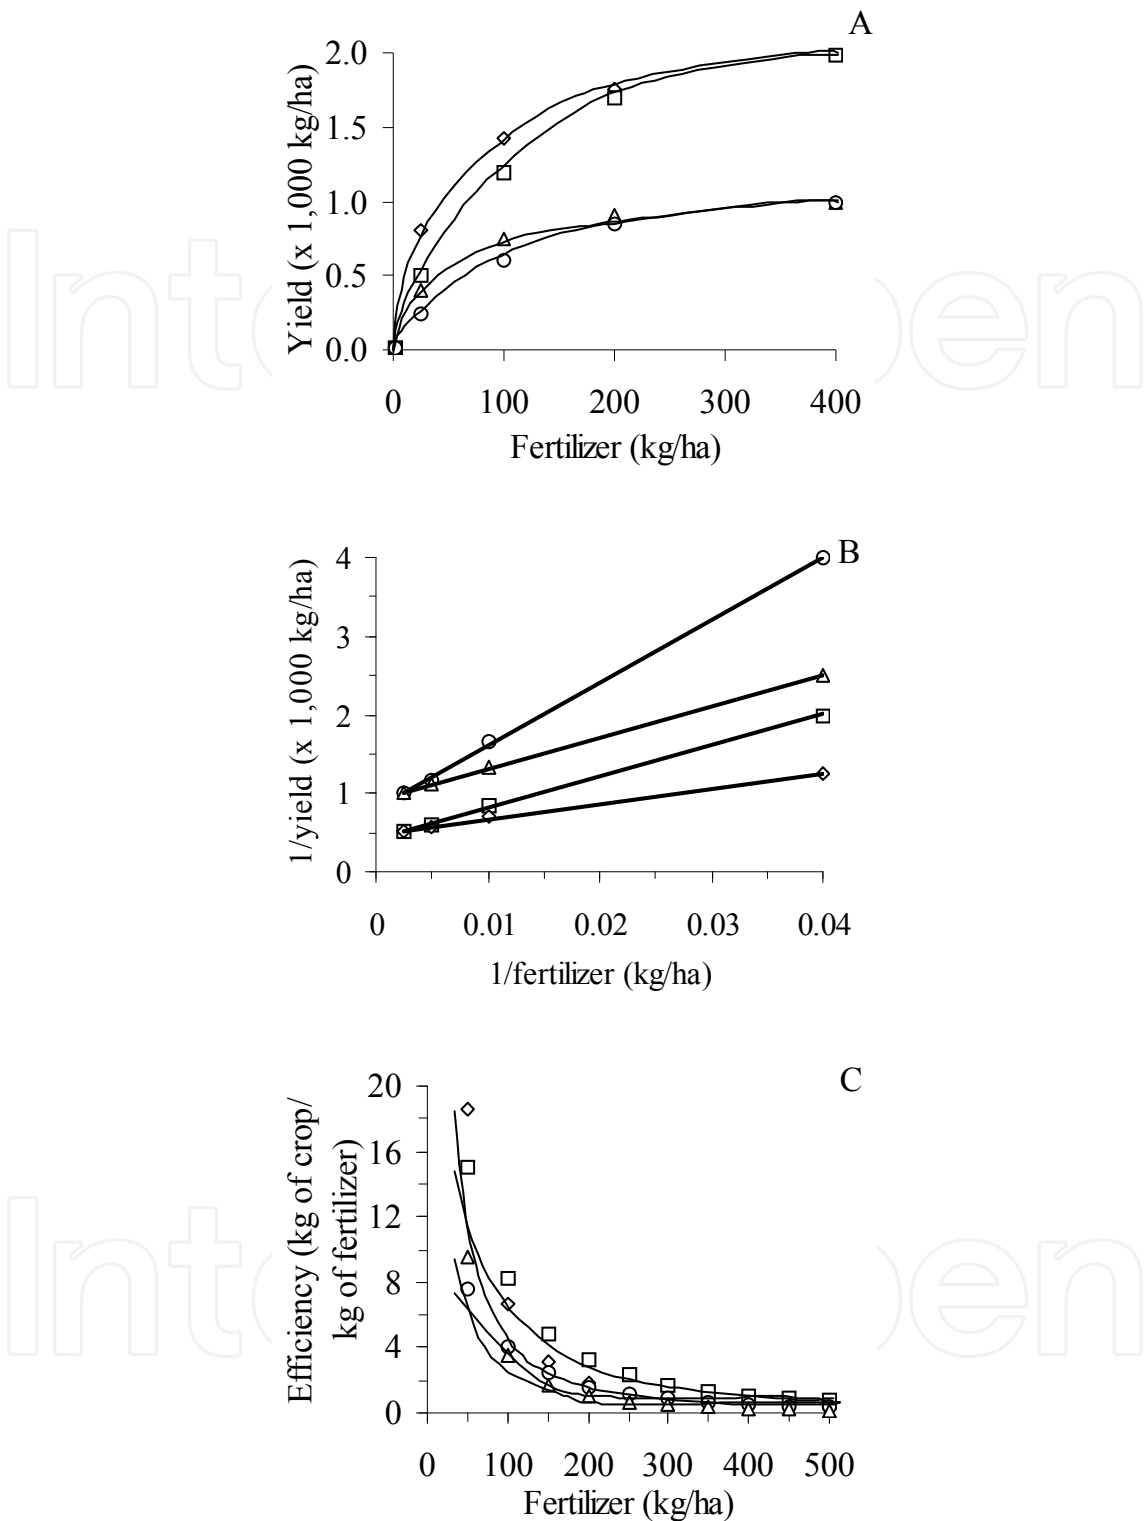 A
2.0
1.5
1.0
0.5
0.0
Yield (x 1,000 kg/ha)
0 100 200 300 400
Fertilizer (kg/ha)
B
4
3
2
1
0
1/yield (x 1,000 kg/ha)
0 0.01 0.02 0.03 0.04
1/fertilizer (kg/ha)
C
20
16
12
8
4
0
Efficiency (kg of crop/
kg of fertilizer)
0 100 200 300 400 500
Fertilizer (kg/ha)